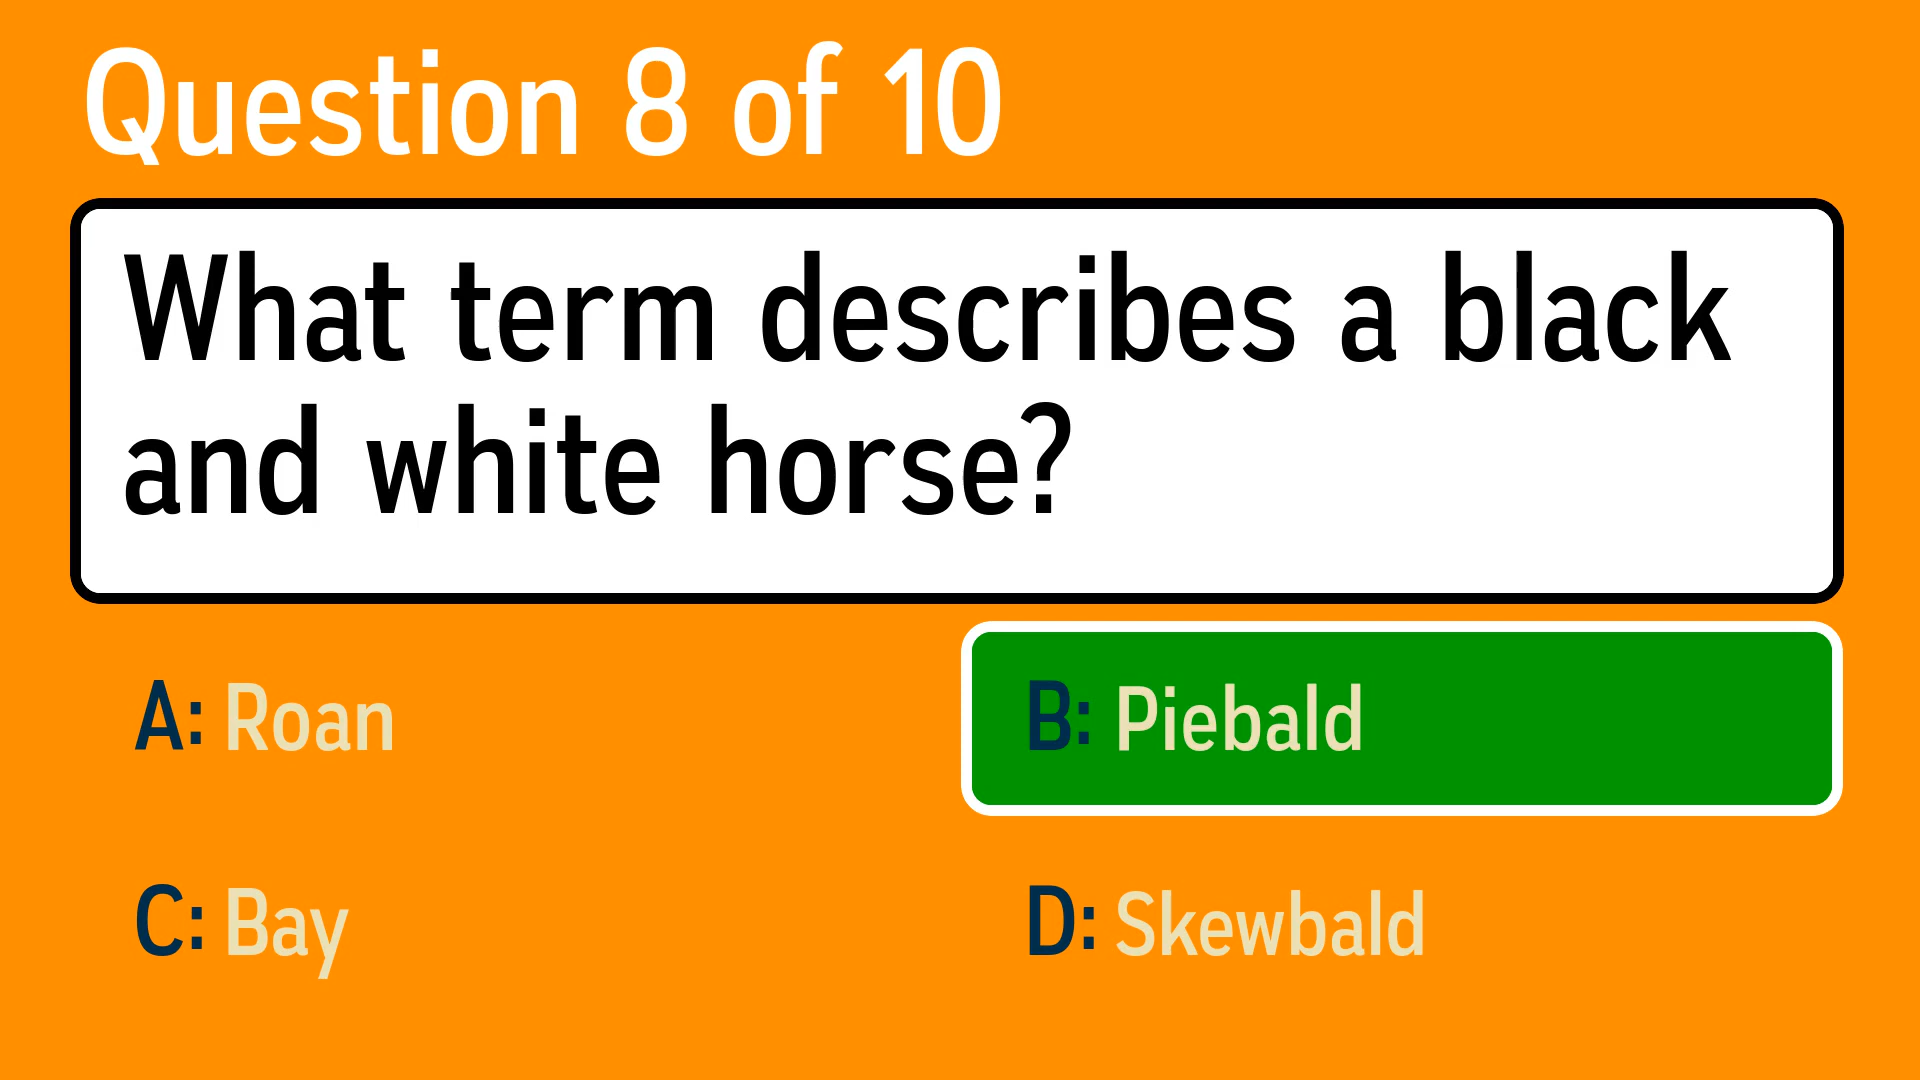 Question 8 of 10
What term describes a black
and white horse?
A: Roan
B: Piebald
C: Bay
D: Skewbald